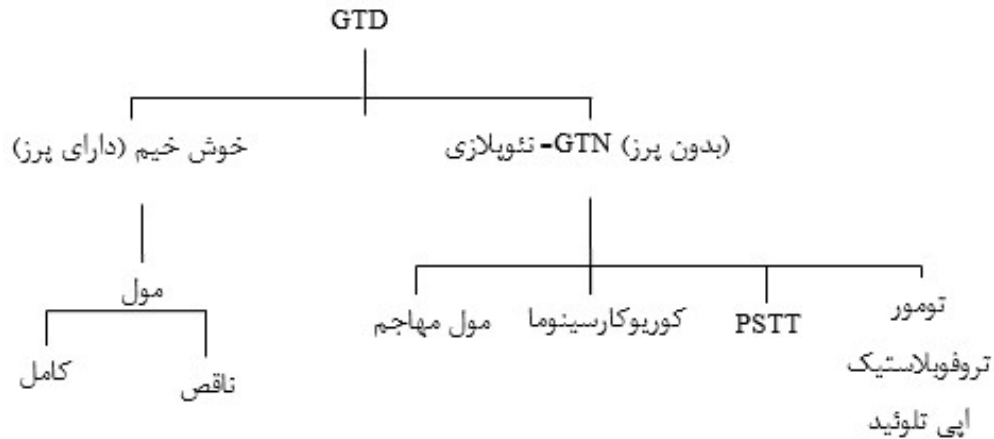 GTD
خوش خیم (دارای پرز)
(بدون پرز) GTN- نئوپلازی
مول
کامل
ناقص
مول مهاجم
کوریوکارسینوما
PSTT
تومور
تروفوبلاستیک
اپی تلوئید